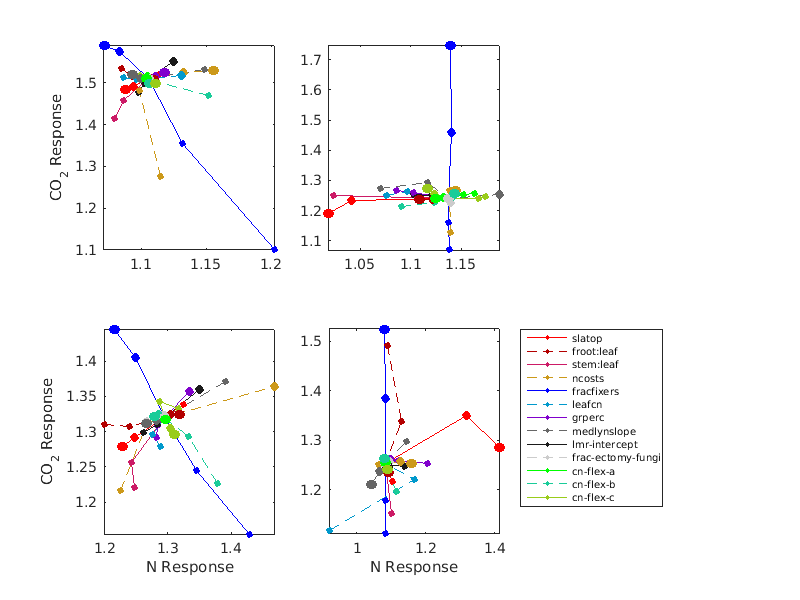 1.5
1.4
1.3
1.2
1.1
CO2 Response
1.1
1.15
1.2
1.7
1.6
1.5
1.4
1.3
1.2
1.1
1.05
1.1
1.15
1.4
1.35
1.3
1.25
1.2
CO2 Response
1.2
1.3
1.4
N Response
1.5
1.4
1.3
1.2
1
1.2
1.4
N Response
slatop
froot:leaf
stem:leaf
ncosts
fracfixers
leafcn
grperc
medlynslope
lmr-intercept
frac-ectomy-fungi
cn-flex-a
cn-flex-b
cn-flex-c